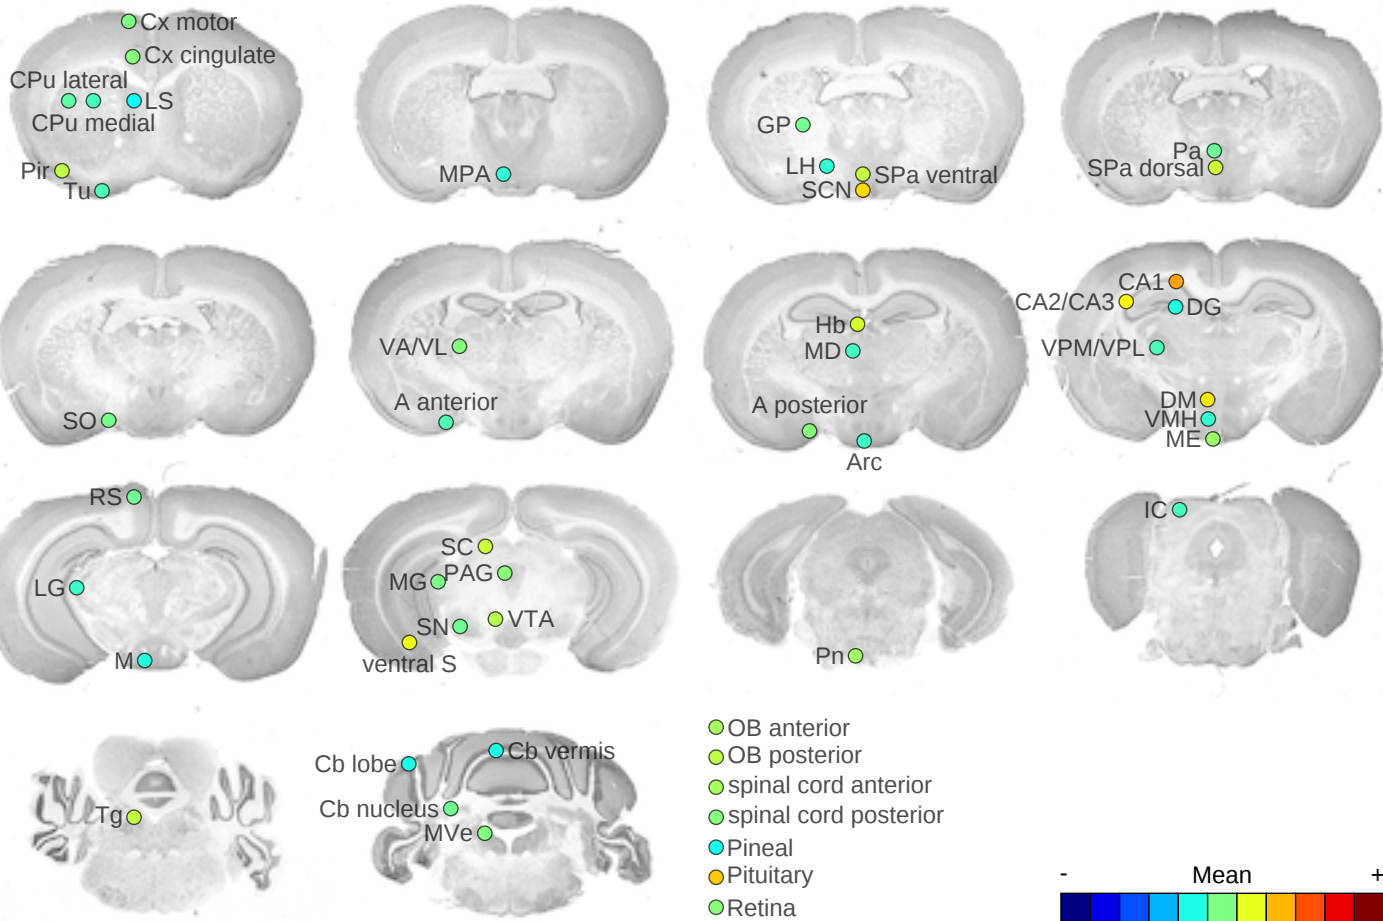 Cx motor
Cx cingulate
CPu lateral
LS
CPu medial
Pir
Tu
MPA
GP
LH
SPa ventral
SCN
Pa
SPa dorsal
SO
VA/VL
A anterior
Hb
MD
A posterior
Arc
CA1
CA2/CA3
DG
VPM/VPL
DM
VMH
ME
RS
LG
M
SC
MG
PAG
SN
VTA
ventral S
Pn
IC
Tg
Cb lobe
Cb vermis
Cb nucleus
MVe
OB anterior
OB posterior
spinal cord anterior
spinal cord posterior
Pineal
Pituitary
Retina
- Mean +